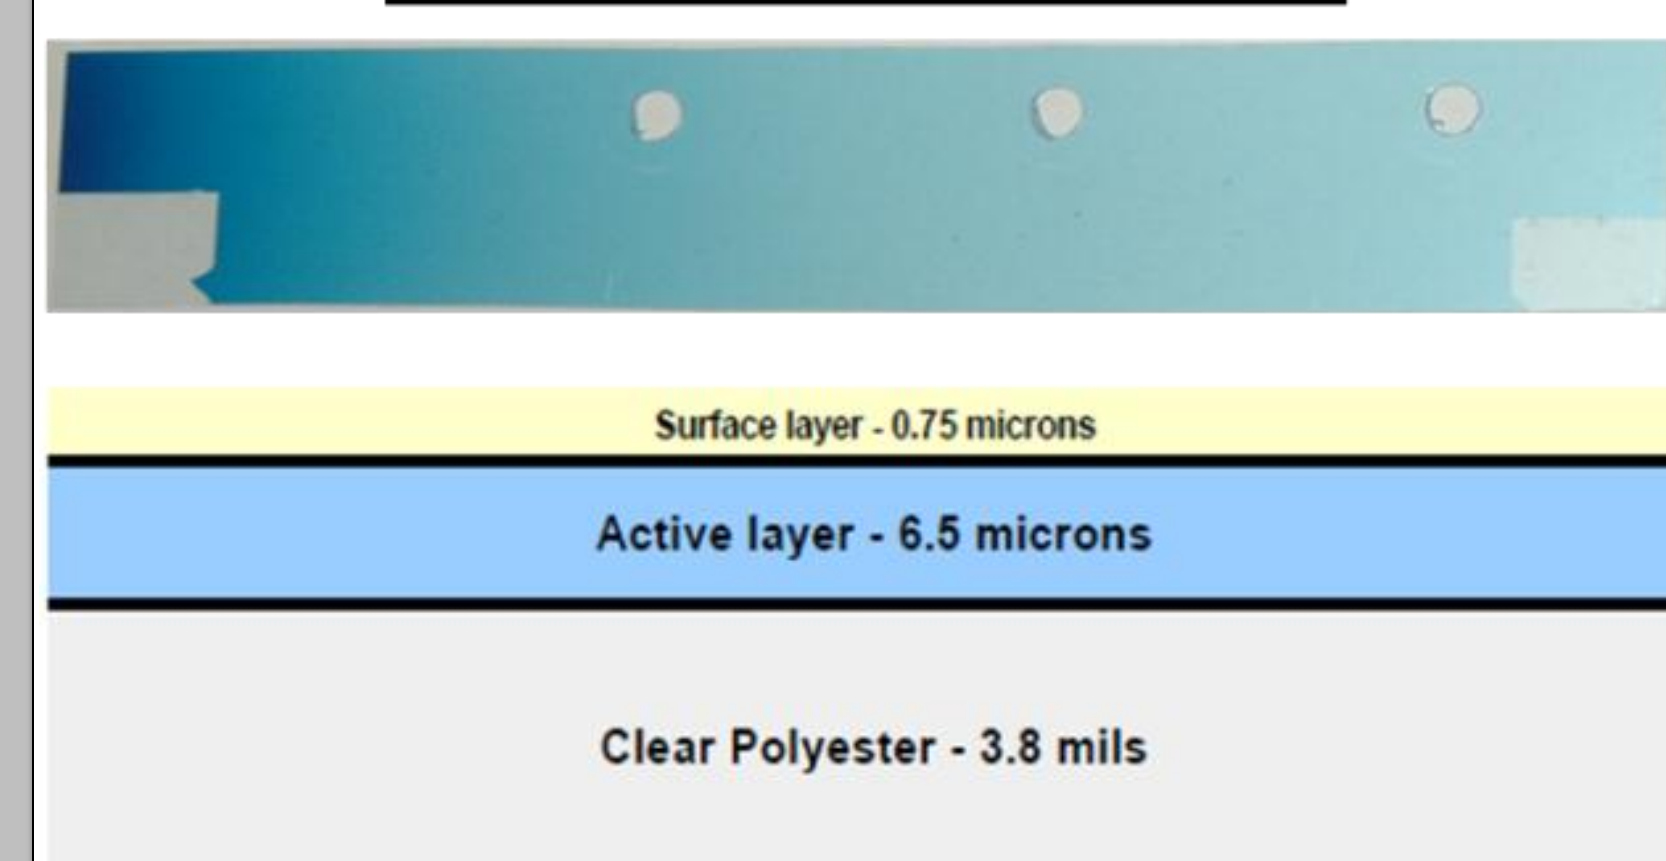 Surface layer - 0.75 microns
Active layer - 6.5 microns
Clear Polyester - 3.8 mils